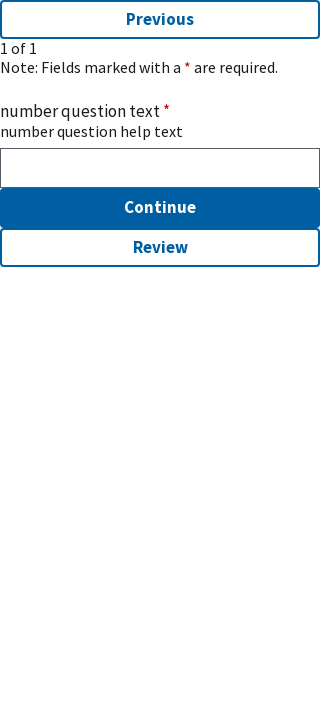 Previous
1 of 1
Note: Fields marked with a * are required.
number question text *
number question help text
Continue
Review